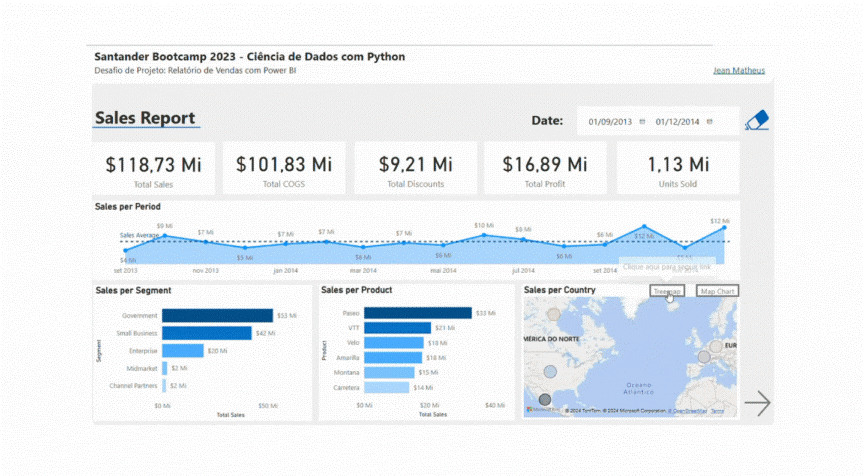 Santander Bootcamp 2023 - Ciência de Dados com Python
Desafio de Projeto: Relatório de Vendas com Power BI
Jean Matheus
Sales Report
Date:
01/09/2013
01/12/2014
$118,73 Mi
Total Sales
$101,83 Mi
Total COGS
$9,21 Mi
Total Discounts
$16,89 Mi
Total Profit
1,13 Mi
Units Sold
Sales per Period
Sales Average
$4 Mi
$9 Mi
$7 Mi
$5 Mi
$7 Mi
$7 Mi
$6 Mi
$7 Mi
$6 Mi
$10 Mi
$8 Mi
$6 Mi
$6 Mi
$12 Mi
$12 Mi
set 2013
nov 2013
jan 2014
mar 2014
mai 2014
jul 2014
set 2014
Clique aqui para seguir link
Sales per Segment
Segment
Government
$53 Mi
Small Business
$42 Mi
Enterprise
$20 Mi
Midmarket
$2 Mi
Channel Partners
$2 Mi
$0 Mi
$50 Mi
Total Sales
Sales per Product
Product
Paseo
$33 Mi
VTT
$21 Mi
Velo
$18 Mi
Amarilla
$18 Mi
Montana
$15 Mi
Carretera
$14 Mi
$0 Mi
$20 Mi
$40 Mi
Total Sales
Sales per Country
Treemap
Map Chart
MÉRICA DO NORTE
EUR
Oceano
Atlântico
© 2024 TomTom, © 2024 Microsoft Corporation, © OpenStreetMap Terms